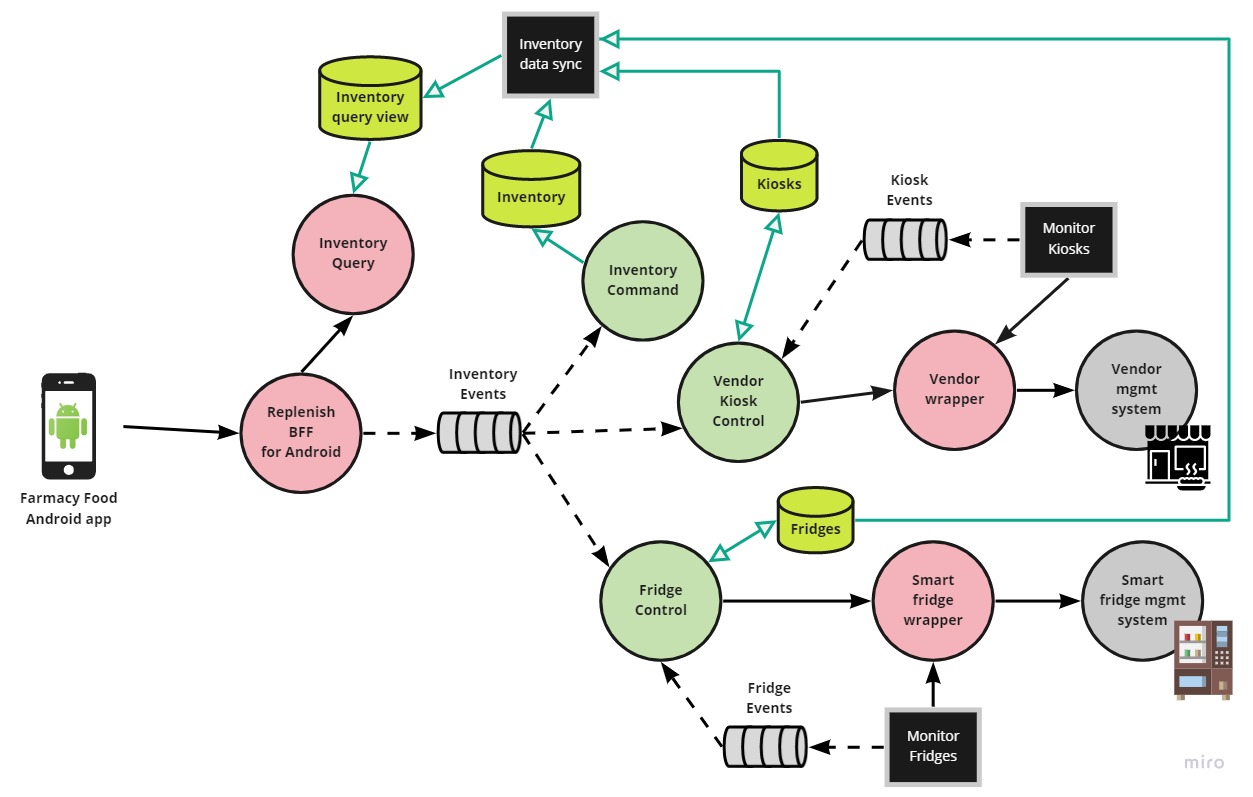 Inventory
data sync
Inventory
query view
Inventory
Kiosks
Kiosk
Events
Monitor
Kiosks
Inventory
Query
Inventory
Command
Inventory
Events
Vendor
Kiosk
Control
Vendor
wrapper
Vendor
mgmt
system
Replenish
BFF
for Android
Farmacy Food
Android app
Fridges
Fridge
Control
Smart
fridge
wrapper
Smart
fridge mgmt
system
Fridge
Events
Monitor
Fridges
miro